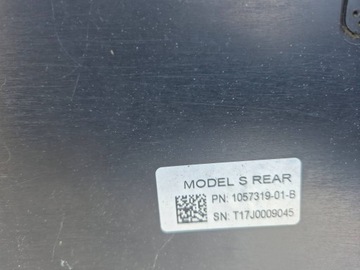 MODEL S REAR
PN: 1057319-01-B
SN: T17J0009045